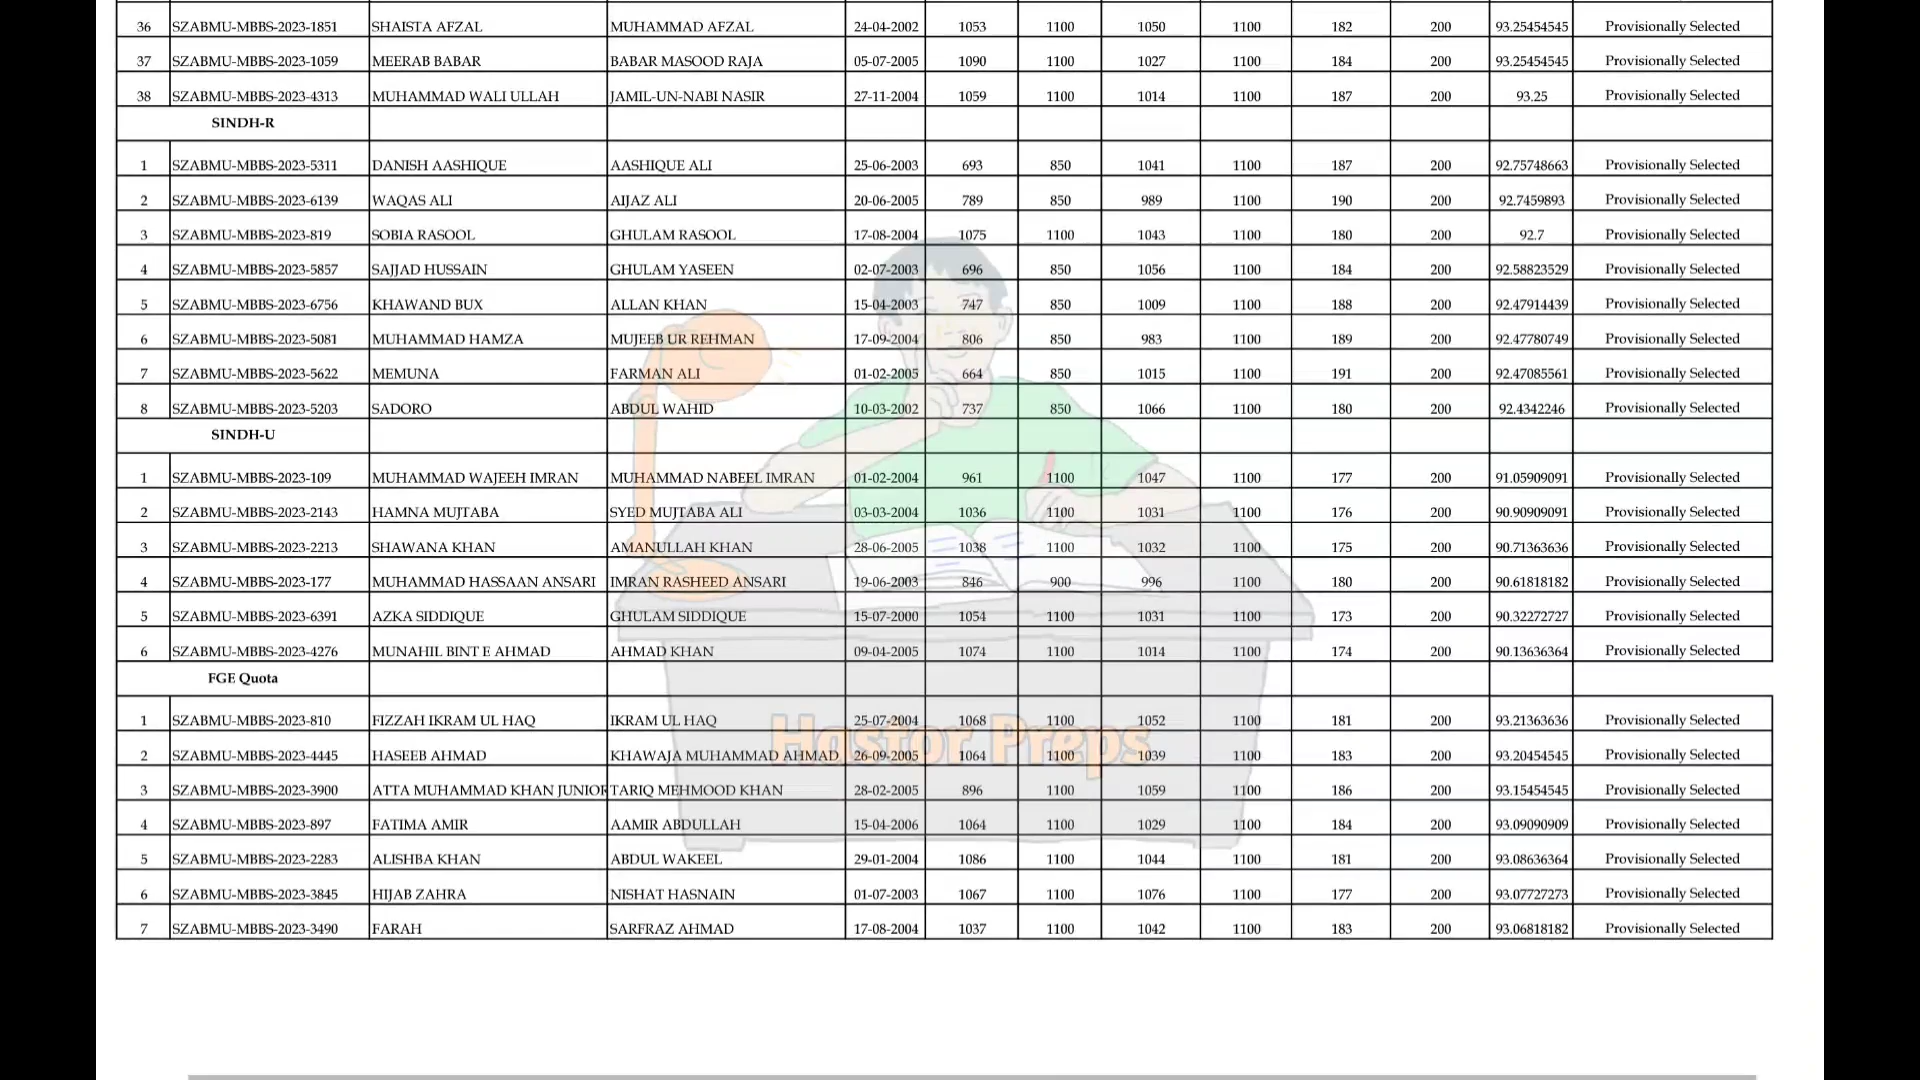 36 SZABMU-MBBS-2023-1851 SHAISTA AFZAL MUHAMMAD AFZAL 24-04-2002 1053 1100 1050 1100 182 200 93.25454545 Provisionally Selected
37 SZABMU-MBBS-2023-1059 MEERAB BABAR BABAR MASOOD RAJA 05-07-2005 1090 1100 1027 1100 184 200 93.25454545 Provisionally Selected
38 SZABMU-MBBS-2023-4313 MUHAMMAD WALI ULLAH JAMIL-UN-NABI NASIR 27-11-2004 1059 1100 1014 1100 187 200 93.25 Provisionally Selected
SINDH-R
1 SZABMU-MBBS-2023-5311 DANISH AASHIQUE AASHIQUE ALI 25-06-2003 693 850 1041 1100 187 200 92.75748663 Provisionally Selected
2 SZABMU-MBBS-2023-6139 WAQAS ALI AIJAZ ALI 20-06-2005 789 850 989 1100 190 200 92.7459893 Provisionally Selected
3 SZABMU-MBBS-2023-819 SOBIA RASOOL GHULAM RASOOL 17-08-2004 1075 1100 1043 1100 180 200 92.7 Provisionally Selected
4 SZABMU-MBBS-2023-5857 SAJJAD HUSSAIN GHULAM YASEEN 02-07-2003 696 850 1056 1100 184 200 92.58823529 Provisionally Selected
5 SZABMU-MBBS-2023-6756 KHAWAND BUX ALLAN KHAN 15-04-2003 747 850 1009 1100 188 200 92.47914439 Provisionally Selected
6 SZABMU-MBBS-2023-5081 MUHAMMAD HAMZA MUJEEB UR REHMAN 17-09-2004 806 850 983 1100 189 200 92.47780749 Provisionally Selected
7 SZABMU-MBBS-2023-5622 MEMUNA FARMAN ALI 01-02-2005 664 850 1015 1100 191 200 92.47085561 Provisionally Selected
8 SZABMU-MBBS-2023-5203 SADORO ABDUL WAHID 10-03-2002 737 850 1066 1100 180 200 92.4342246 Provisionally Selected
SINDH-U
1 SZABMU-MBBS-2023-109 MUHAMMAD WAJEEH IMRAN MUHAMMAD NABEEL IMRAN 01-02-2004 961 1100 1047 1100 177 200 91.05909091 Provisionally Selected
2 SZABMU-MBBS-2023-2143 HAMNA MUJTABA SYED MUJTABA ALI 03-03-2004 1036 1100 1031 1100 176 200 90.90909091 Provisionally Selected
3 SZABMU-MBBS-2023-2213 SHAWANA KHAN AMANULLAH KHAN 28-06-2005 1038 1100 1032 1100 175 200 90.71363636 Provisionally Selected
4 SZABMU-MBBS-2023-177 MUHAMMAD HASSAAN ANSARI IMRAN RASHEED ANSARI 19-06-2003 846 900 996 1100 180 200 90.61818182 Provisionally Selected
5 SZABMU-MBBS-2023-6391 AZKA SIDDIQUE GHULAM SIDDIQUE 15-07-2000 1054 1100 1031 1100 173 200 90.32272727 Provisionally Selected
6 SZABMU-MBBS-2023-4276 MUNAHIL BINT E AHMAD AHMAD KHAN 09-04-2005 1074 1100 1014 1100 174 200 90.13636364 Provisionally Selected
FGE Quota
1 SZABMU-MBBS-2023-810 FIZZAH IKRAM UL HAQ IKRAM UL HAQ 25-07-2004 1068 1100 1052 1100 181 200 93.21363636 Provisionally Selected
Hastor Preps
2 SZABMU-MBBS-2023-4445 HASEEB AHMAD KHAWAJA MUHAMMAD AHMAD 26-09-2005 1064 1100 1039 1100 183 200 93.20454545 Provisionally Selected
3 SZABMU-MBBS-2023-3900 ATTA MUHAMMAD KHAN JUNIOR TARIQ MEHMOOD KHAN 28-02-2005 896 1100 1059 1100 186 200 93.15454545 Provisionally Selected
4 SZABMU-MBBS-2023-897 FATIMA AMIR AAMIR ABDULLAH 15-04-2006 1064 1100 1029 1100 184 200 93.09090909 Provisionally Selected
5 SZABMU-MBBS-2023-2283 ALISHBA KHAN ABDUL WAKEEL 29-01-2004 1086 1100 1044 1100 181 200 93.08636364 Provisionally Selected
6 SZABMU-MBBS-2023-3845 HIJAB ZAHRA NISHAT HASNAIN 01-07-2003 1067 1100 1076 1100 177 200 93.07727273 Provisionally Selected
7 SZABMU-MBBS-2023-3490 FARAH SARFRAZ AHMAD 17-08-2004 1037 1100 1042 1100 183 200 93.06818182 Provisionally Selected